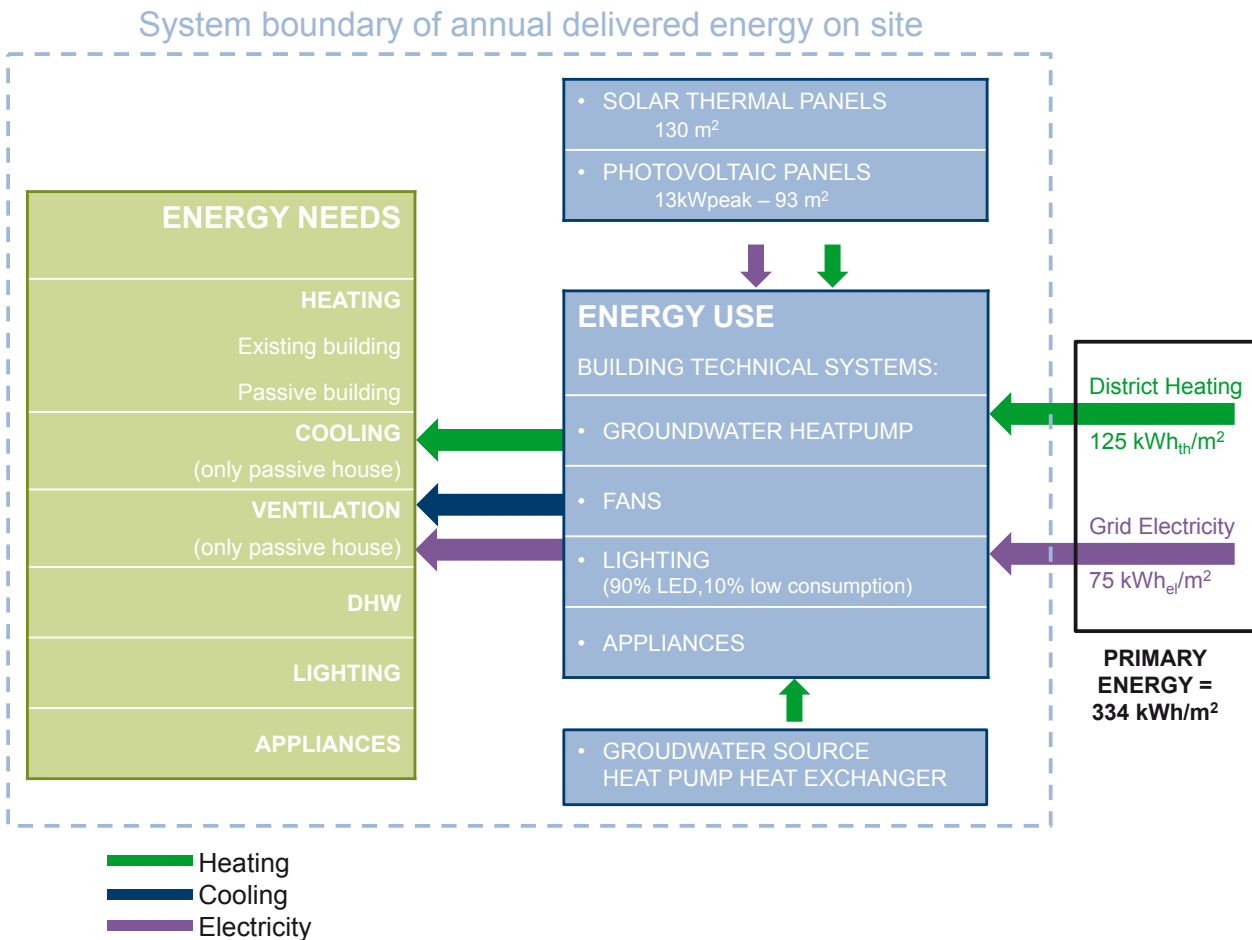 System boundary of annual delivered energy on site
• SOLAR THERMAL PANELS
130 m²
• PHOTOVOLTAIC PANELS
13kWpeak – 93 m²
ENERGY NEEDS
HEATING
Existing building
Passive building
COOLING
(only passive house)
VENTILATION
(only passive house)
DHW
LIGHTING
APPLIANCES
ENERGY USE
BUILDING TECHNICAL SYSTEMS:
• GROUNDWATER HEATPUMP
• FANS
• LIGHTING
(90% LED,10% low consumption)
• APPLIANCES
• GROUDWATER SOURCE
HEAT PUMP HEAT EXCHANGER
District Heating
125 kWhth/m²
Grid Electricity
75 kWhel/m²
PRIMARY
ENERGY =
334 kWh/m²
Heating
Cooling
Electricity